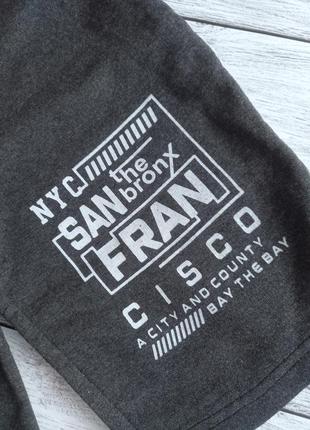 NYC
SAN the bronx
FRAN
CISCO
A CITY AND COUNTY
BAY THE BAY